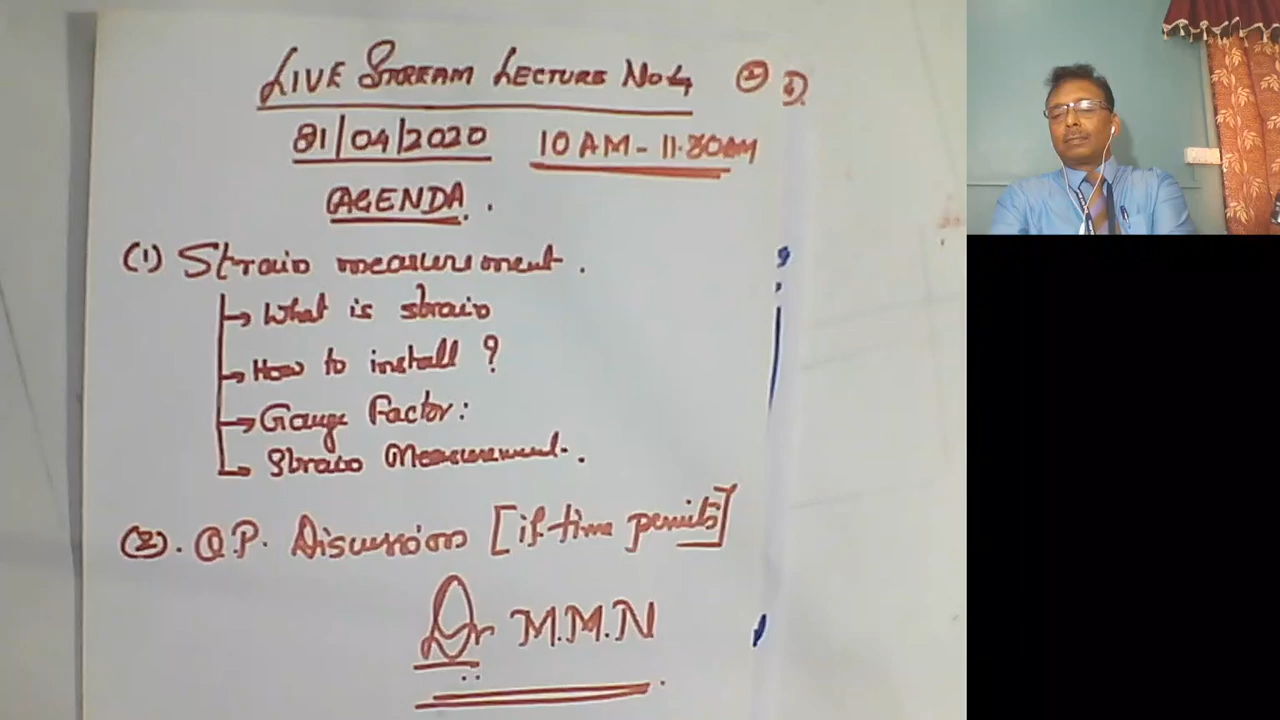 LIVE STREAM LECTURE No 4
01/04/2020 10 AM - 11.30AM
AGENDA.
(1) Strain measurement.
→ What is strain
→ How to install?
→ Gauge Factor:
→ Strain Measurement.
(2). Q.P. Discussion [if time permits]
Dr M.M.N